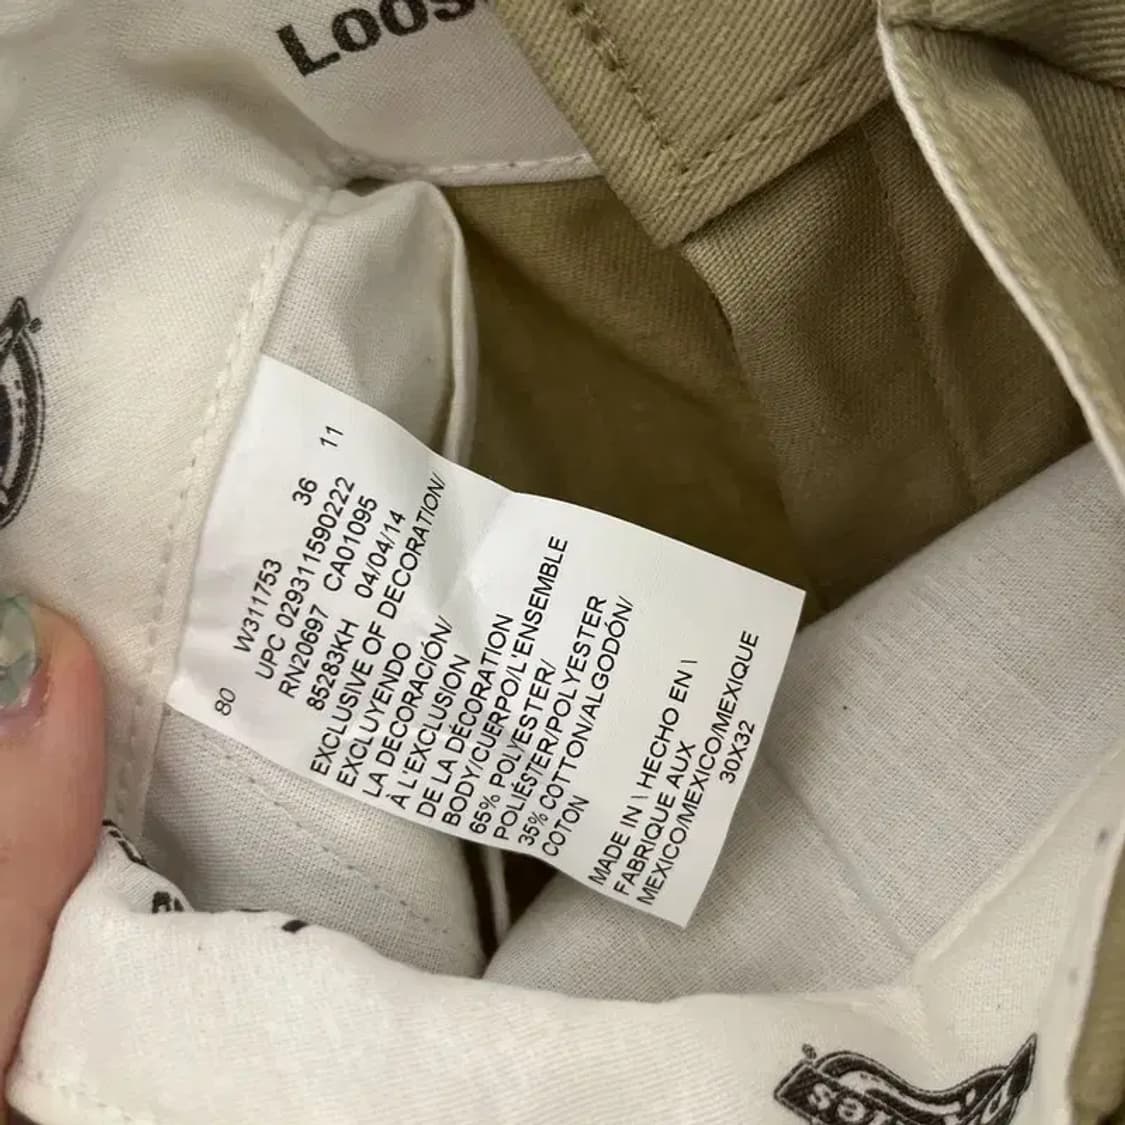 LOOS
W311753 36 11
UPC 029311590222
80 RN20697 CA01095
85283KH 04/04/14
EXCLUSIVE OF DECORATION/
EXCLUYENDO
LA DECORACIÓN/
À L'EXCLUSION
DE LA DÉCORATION
BODY/CUERPO/L'ENSEMBLE
65% POLYESTER/
POLIÉSTER/POLYESTER
35% COTTON/ALGODÓN/
COTON
MADE IN \ HECHO EN \
FABRIQUE AUX
MEXICO/MEXICO/MEXIQUE
30X32
Dickies